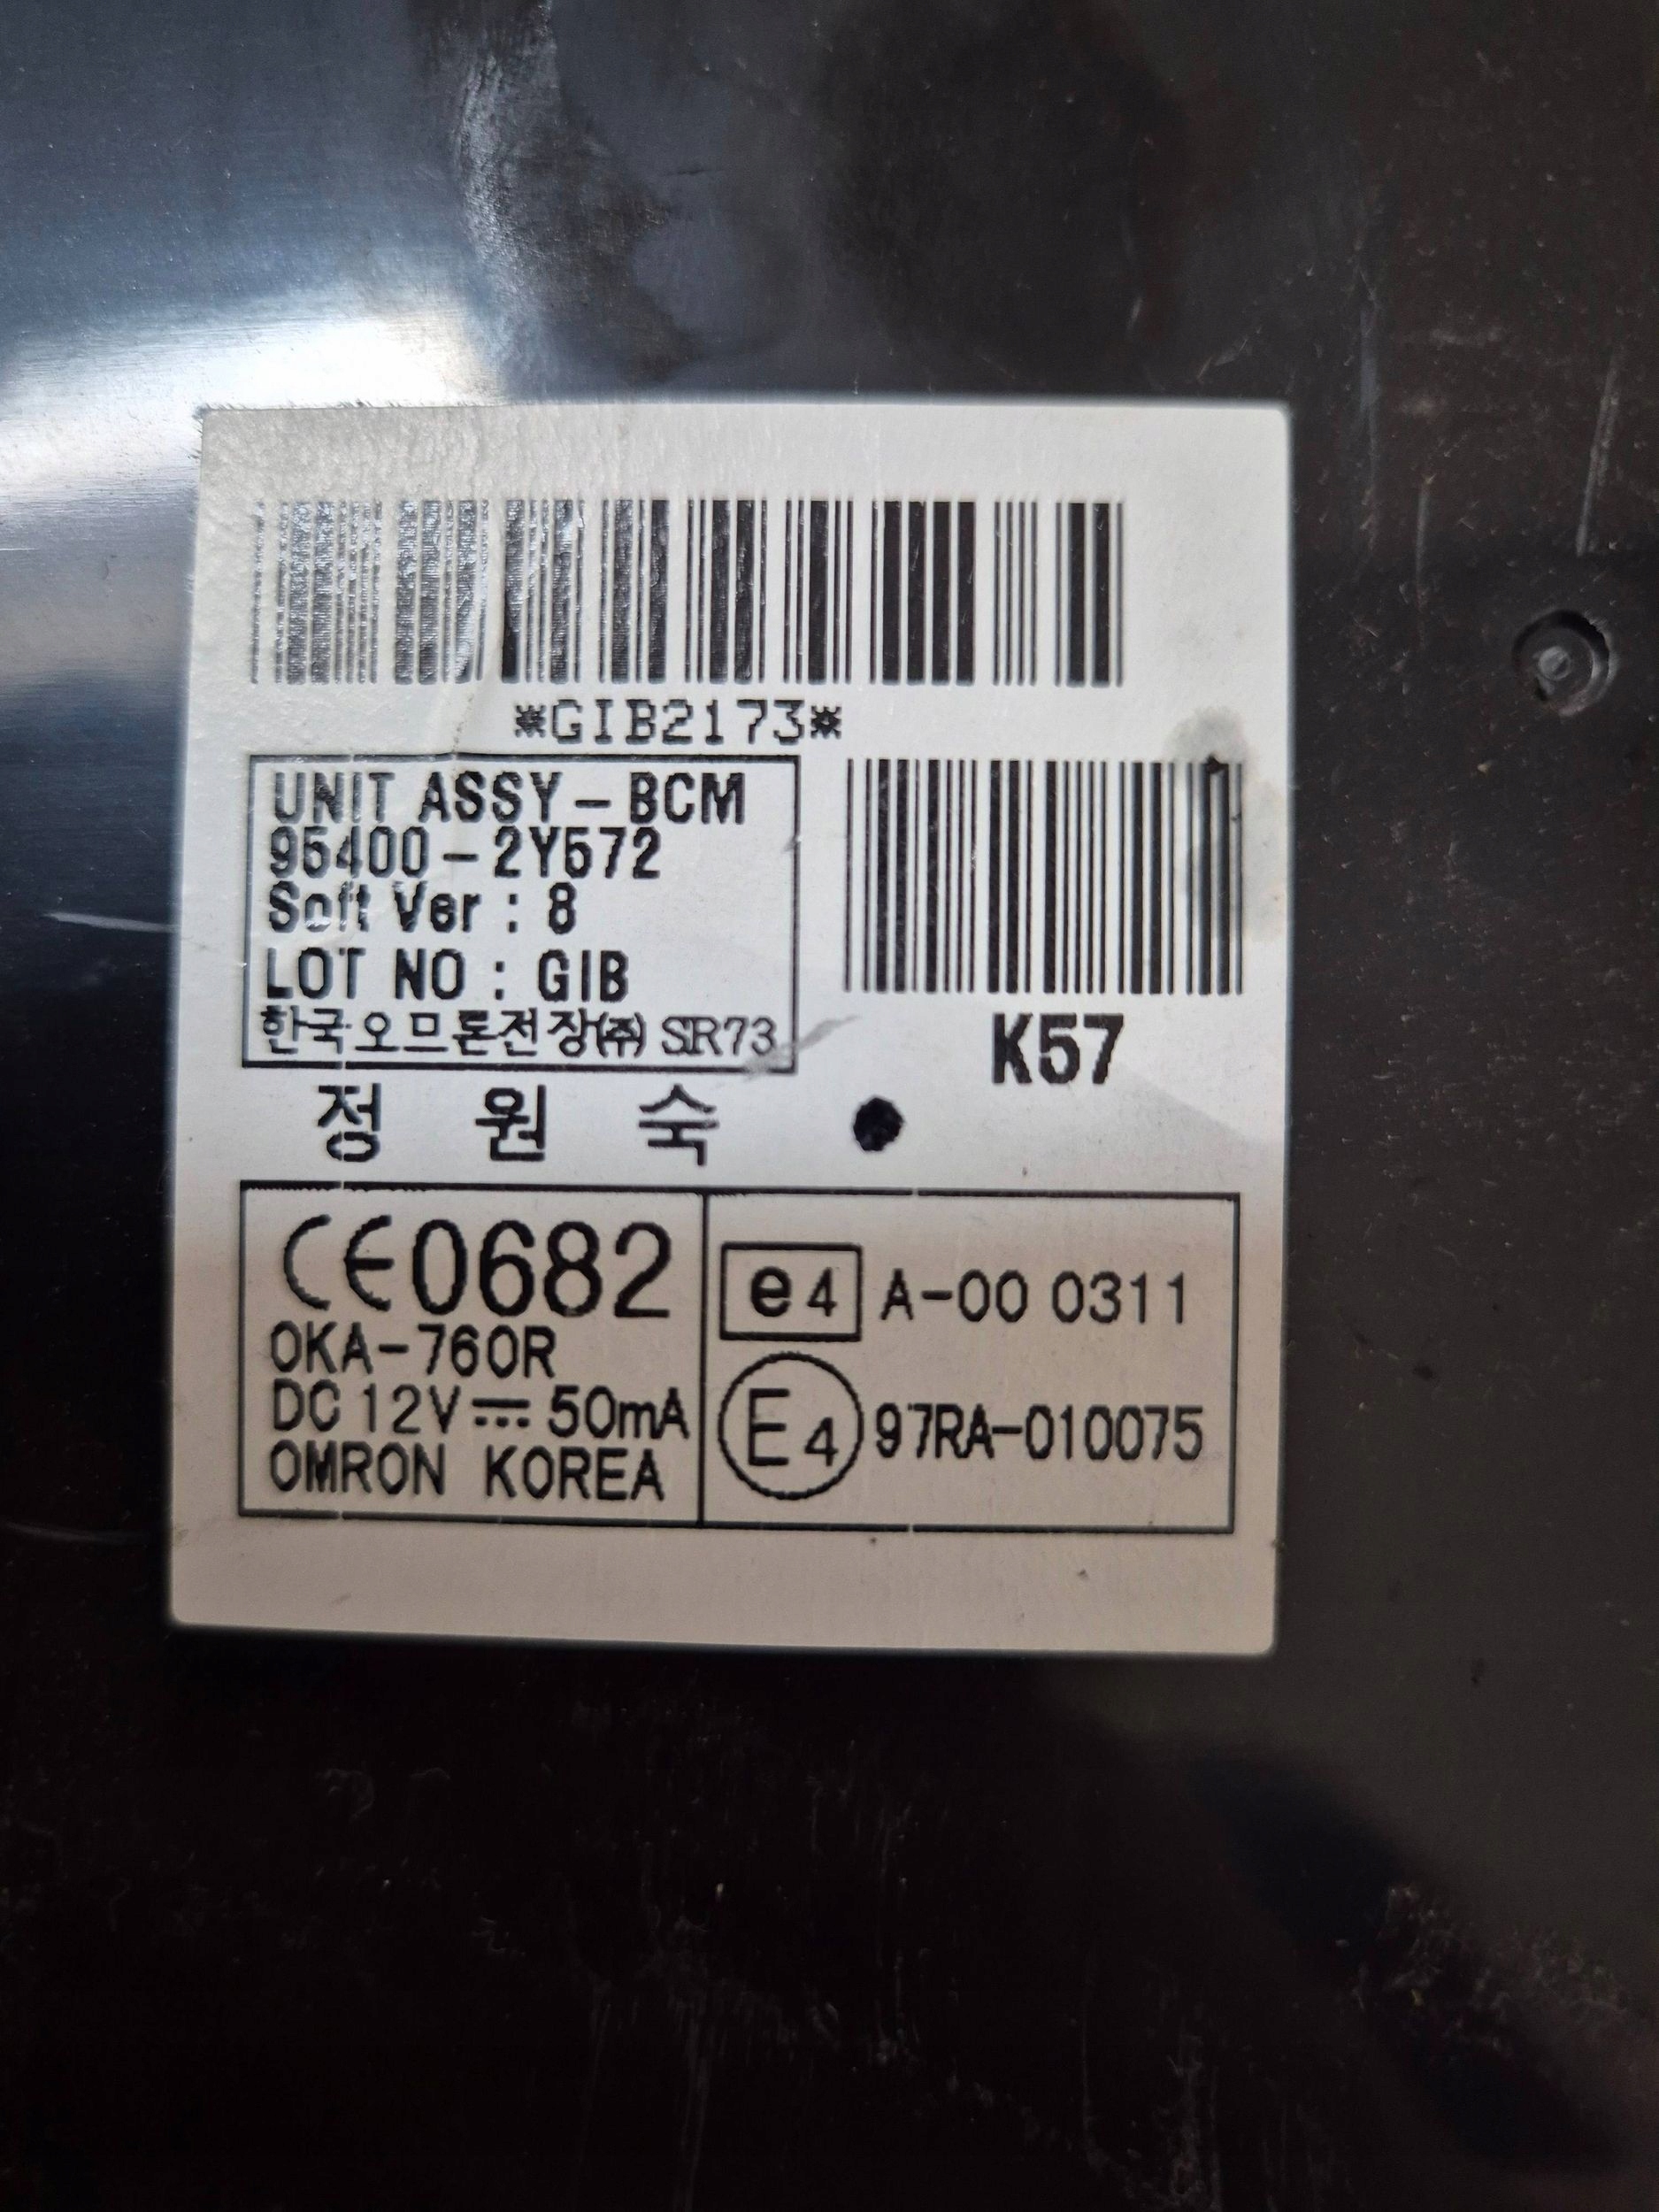 *GIB2173*
UNIT ASSY-BCM
95400-2Y572
Soft Ver : 8
LOT NO : GIB
한국오므론전장(주) SR73
K57
정 원 숙
CE0682
OKA-760R
DC 12V 50mA
OMRON KOREA
e4 A-00 0311
E4 97RA-010075